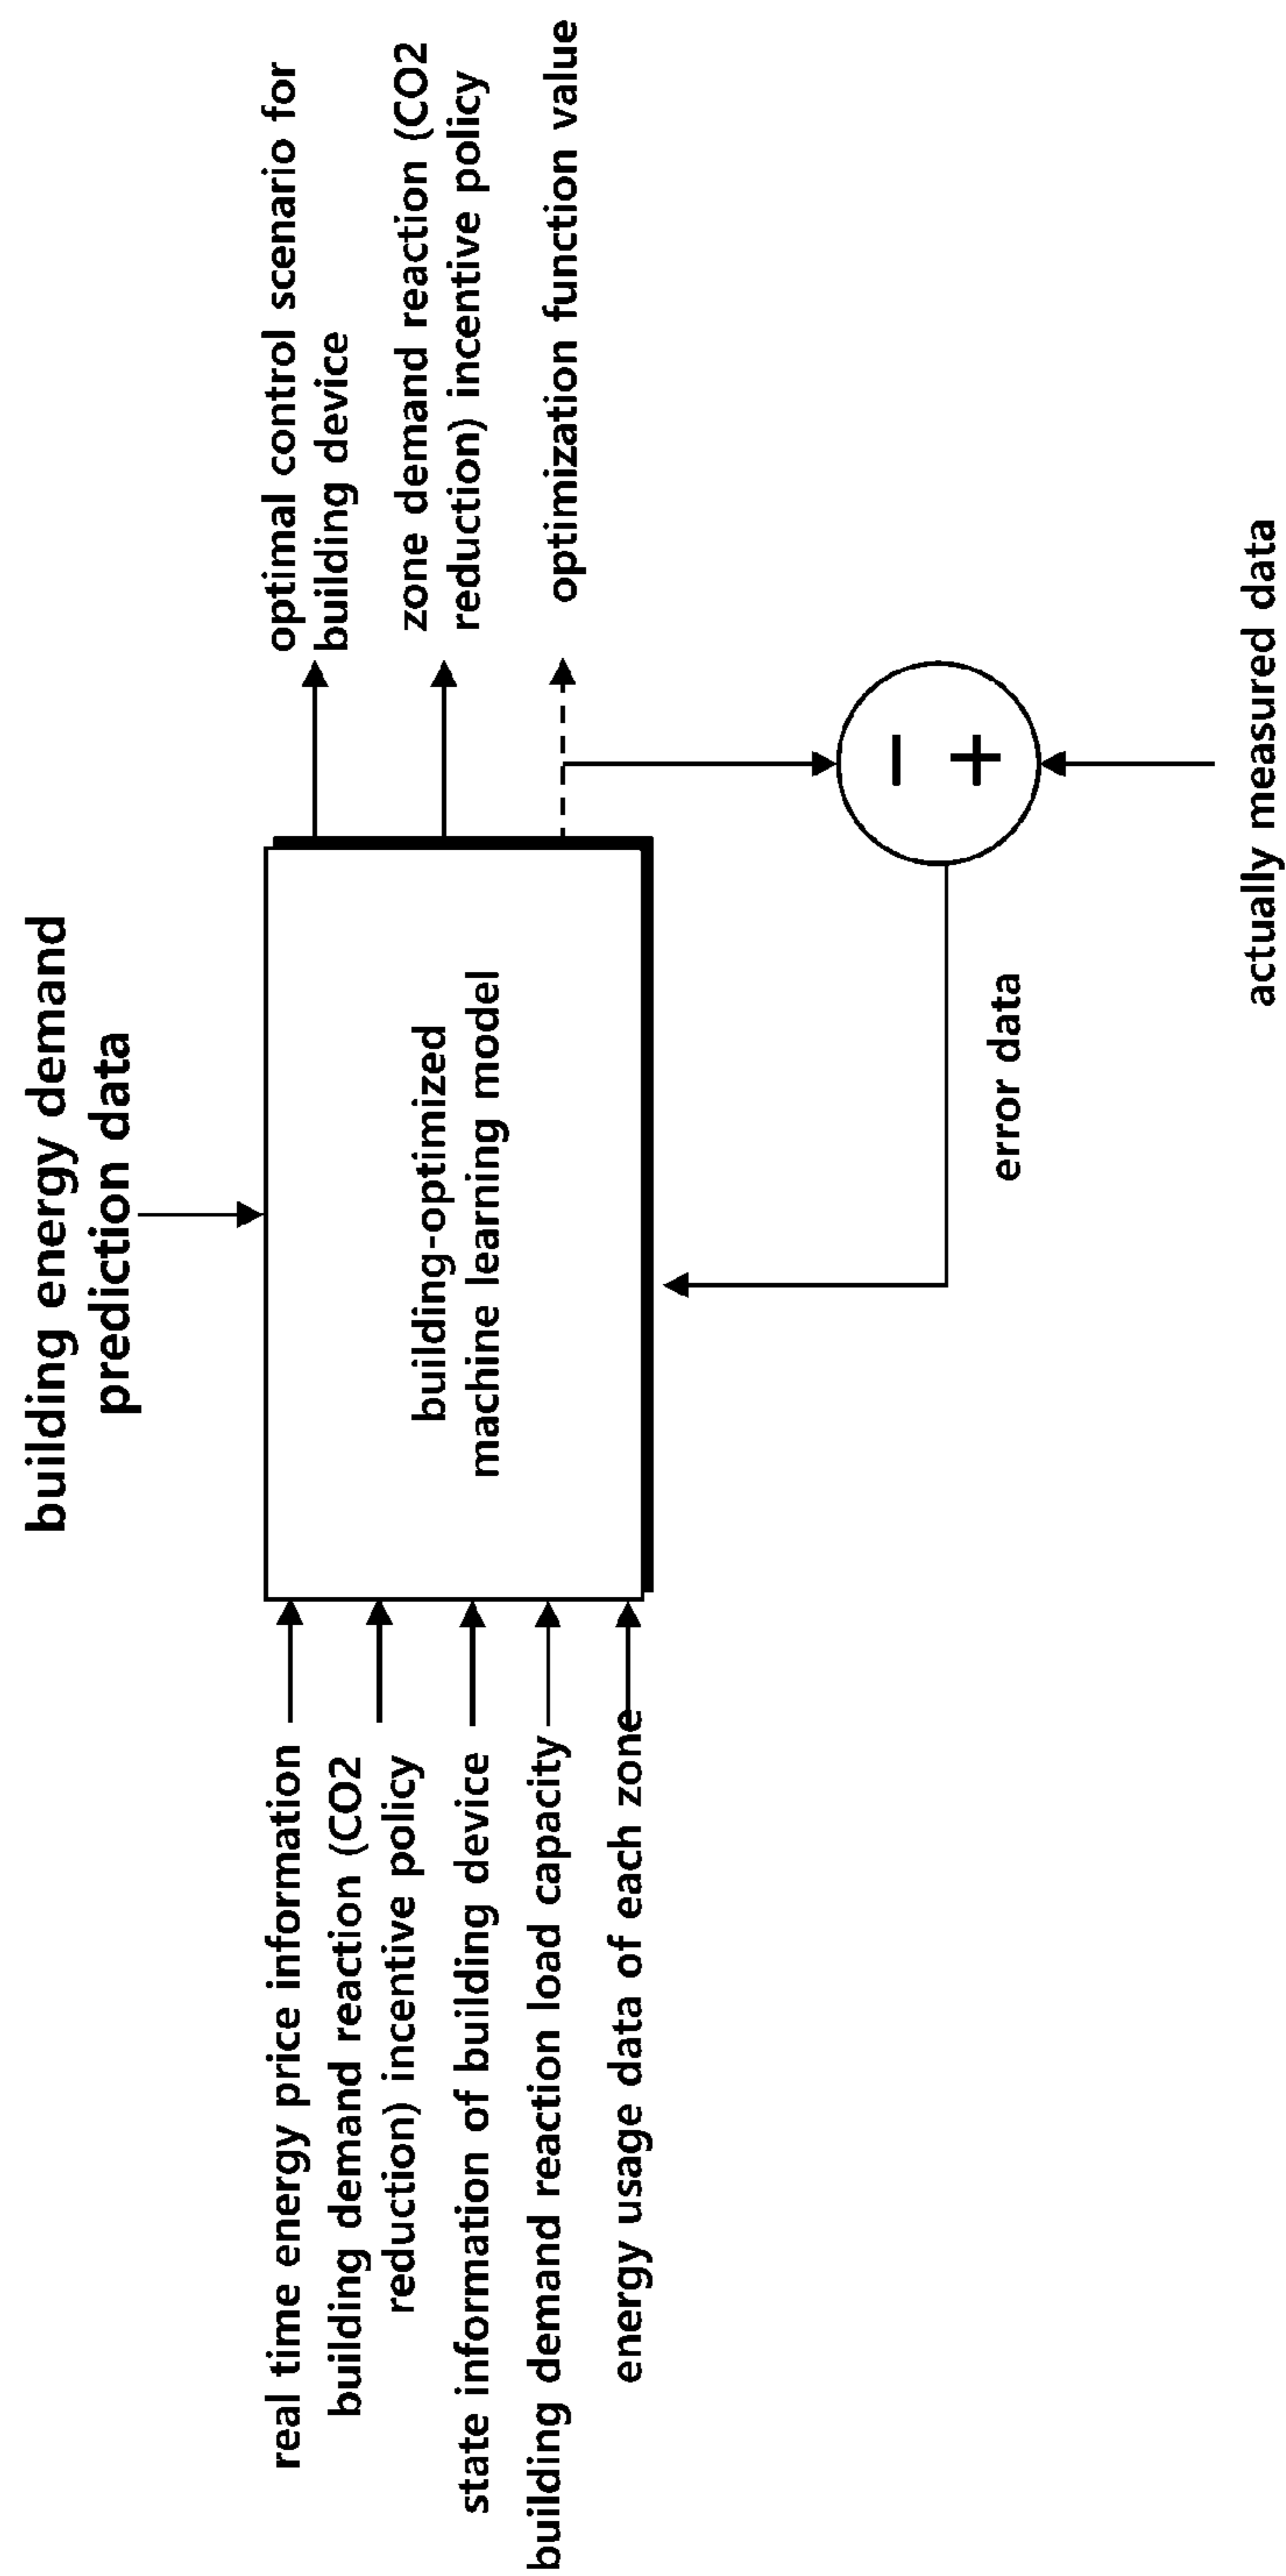 building energy demand
prediction data
real time energy price information
building demand reaction (CO2
reduction) incentive policy
state information of building device
building demand reaction load capacity
energy usage data of each zone
building-optimized
machine learning model
optimal control scenario for
building device
zone demand reaction (CO2
reduction) incentive policy
optimization function value
−
+
error data
actually measured data